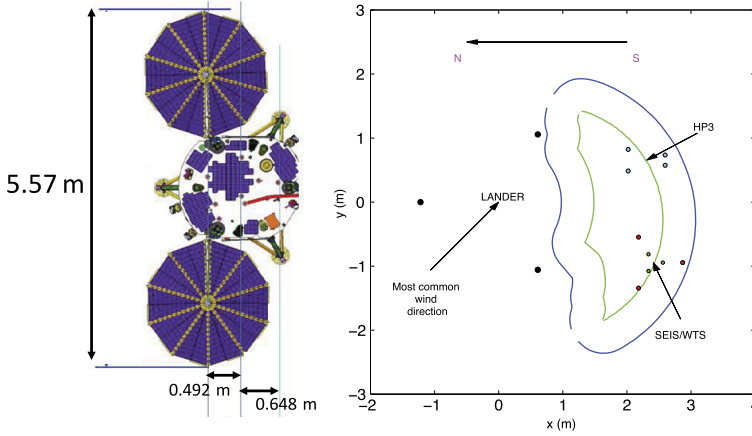 5.57 m
0.492 m
0.648 m
3
2
1
0
−1
−2
−3
y (m)
N
S
HP3
LANDER
Most common
wind
direction
SEIS/WTS
−2
−1
0
1
2
3
4
x (m)